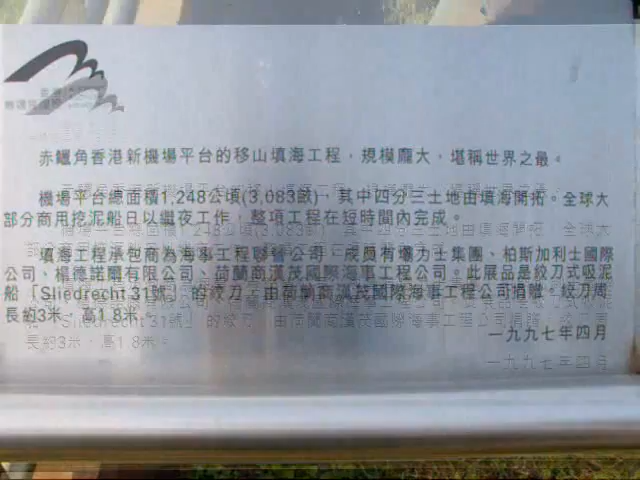 赤鱲角香港新機場平台的移山填海工程，規模龐大，堪稱世界之最。
機場平台總面積1,248公頃(3,083畝)，其中四分三土地由填海開拓。全球大
部分商用挖泥船日以繼夜工作，整項工程在短時間內完成。
填海工程承包商為海事工程聯營公司，成員有壩力士集團、柏斯加利士國際
公司、楊德諾爾有限公司、荷蘭商漢茂國際海事工程公司。此展品是絞刀式吸泥
船「Sliedrecht 31號」的絞刀，由荷蘭商漢茂國際海事工程公司捐贈。絞刀周
長約3米，高1.8米。
一九九七年四月